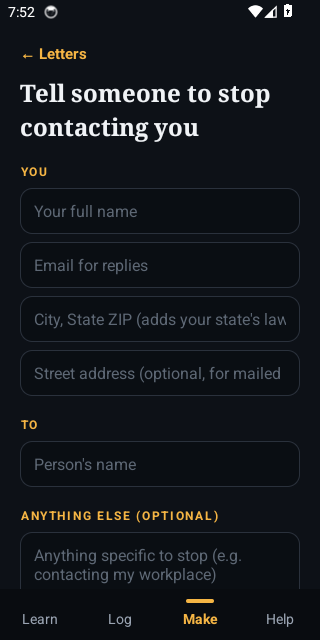 7:52
← Letters
Tell someone to stop
contacting you
YOU
Your full name
Email for replies
City, State ZIP (adds your state's law
Street address (optional, for mailed
TO
Person's name
ANYTHING ELSE (OPTIONAL)
Anything specific to stop (e.g.
contacting my workplace)
Learn
Log
Make
Help